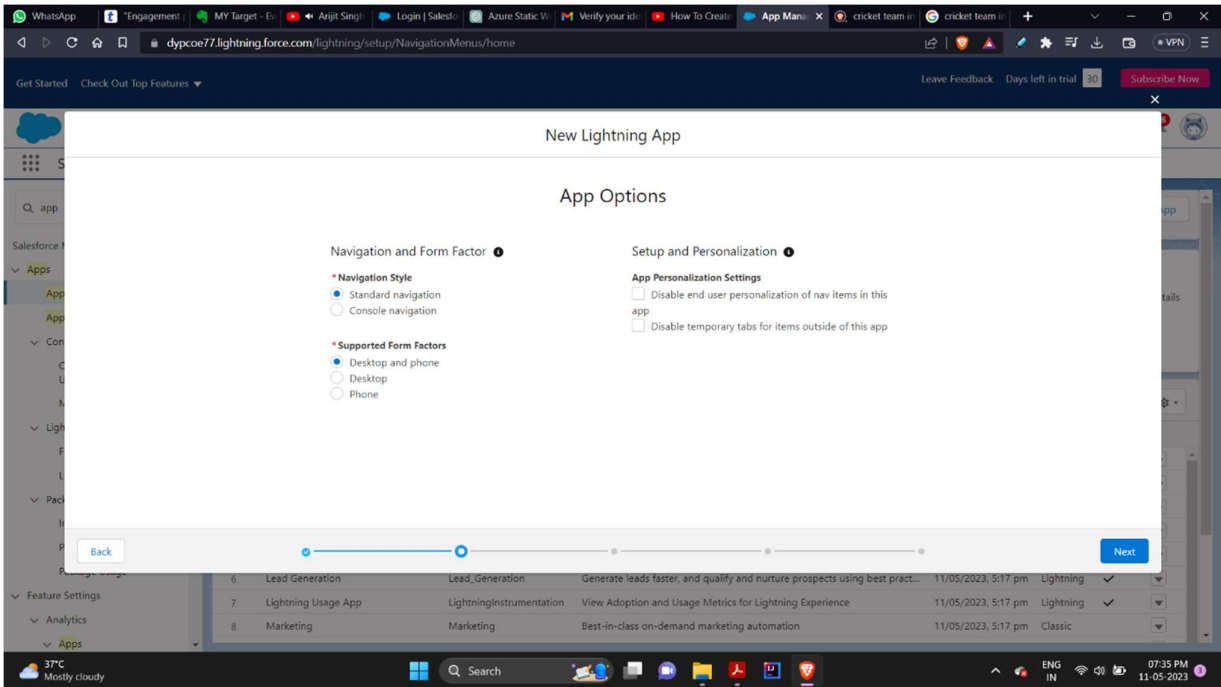 WhatsApp
"Engagement
MY Target - Ev
Arijit Singh
Login | Salesfo
Azure Static W
Verify your ide
How To Create
App Mana
cricket team in
cricket team in
dypcoe77.lightning.force.com/lightning/setup/NavigationMenus/home
VPN
Get Started Check Out Top Features
Leave Feedback Days left in trial 30 Subscribe Now
New Lightning App
S
app
App Options
Salesforce
Navigation and Form Factor
Setup and Personalization
Apps
*Navigation Style
App Personalization Settings
App
Standard navigation
Disable end user personalization of nav items in this
app
tails
Console navigation
Disable temporary tabs for items outside of this app
App
Con
*Supported Form Factors
Desktop and phone
Desktop
Phone
Ligh
Pack
Back
Next
Package Usage
6 Lead Generation Lead_Generation Generate leads faster, and qualify and nurture prospects using best pract... 11/05/2023, 5:17 pm Lightning
Feature Settings
7 Lightning Usage App LightningInstrumentation View Adoption and Usage Metrics for Lightning Experience 11/05/2023, 5:17 pm Lightning
Analytics
8 Marketing Marketing Best-in-class on-demand marketing automation 11/05/2023, 5:17 pm Classic
Apps
37°C
Mostly cloudy
Search
ENG
IN
07:35 PM
11-05-2023
3